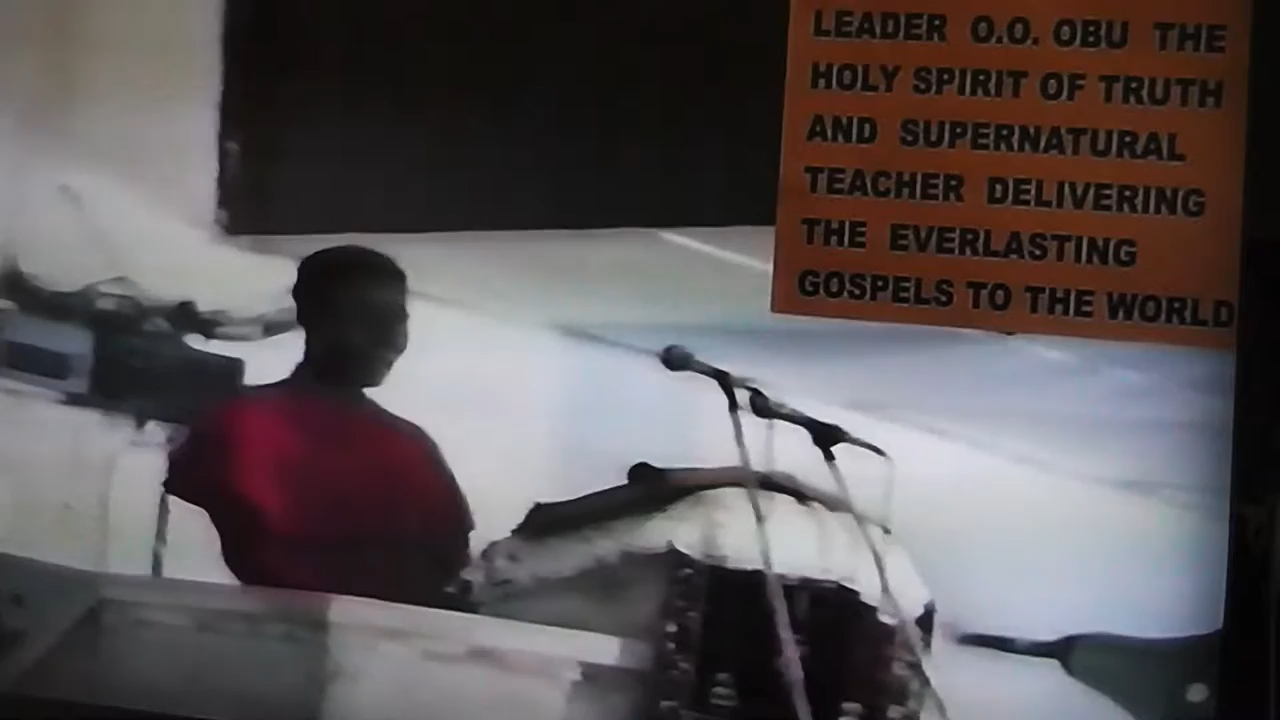 LEADER O.O. OBU THE
HOLY SPIRIT OF TRUTH
AND SUPERNATURAL
TEACHER DELIVERING
THE EVERLASTING
GOSPELS TO THE WORLD